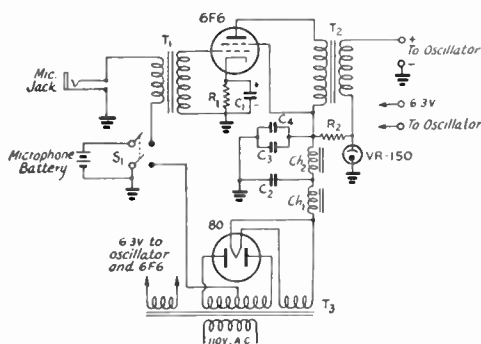 6F6
T1
T2
+
To Oscillator
-
Mic.
Jack
R1
C1
+
-
6 3V
To Oscillator
C4
R2
C3
S1
Microphone
Battery
Ch2
VR-150
C2
Ch1
80
6 3V to
oscillator
and 6F6
T3
110V. A C